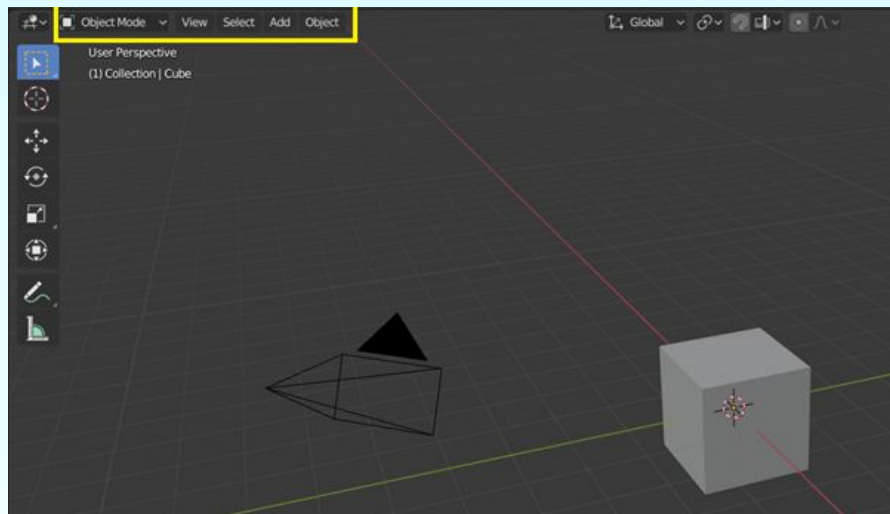 Object Mode View Select Add Object Global
User Perspective
(1) Collection | Cube